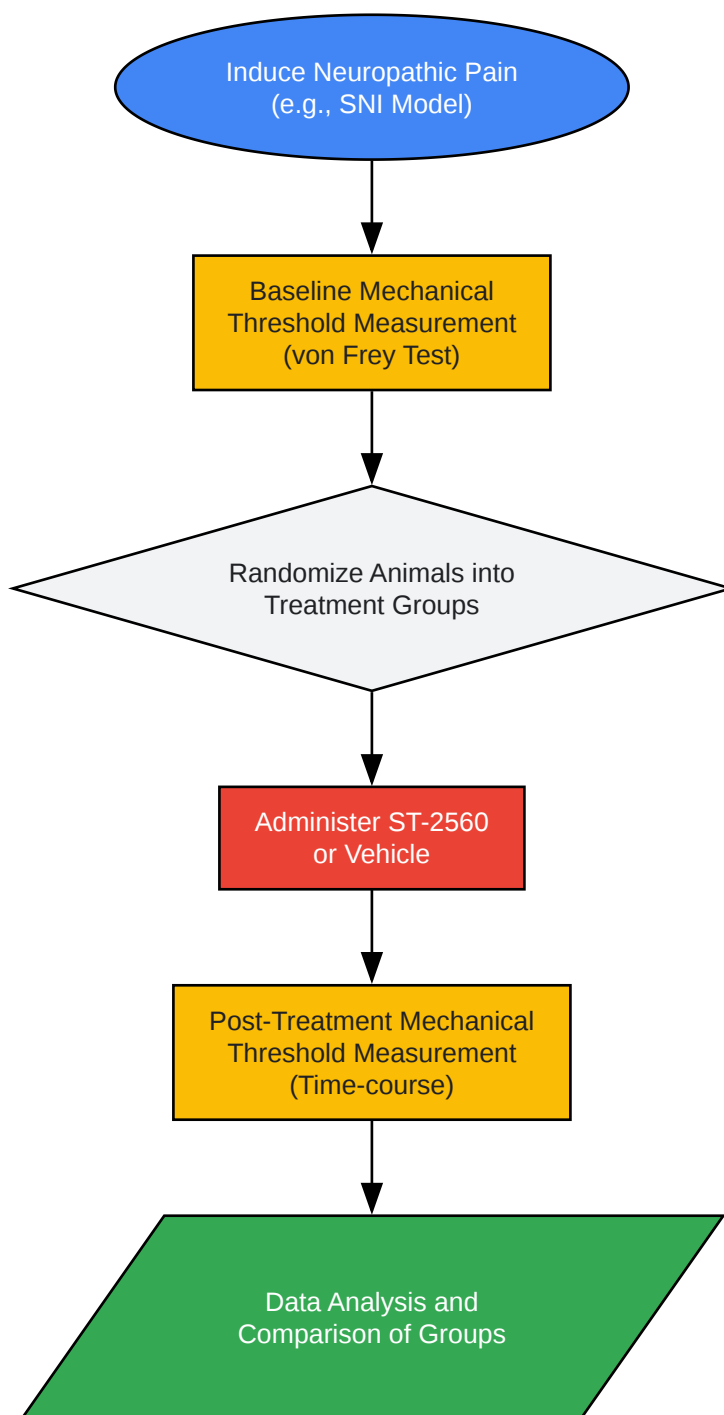 Induce Neuropathic Pain
(e.g., SNI Model)
Baseline Mechanical
Threshold Measurement
(von Frey Test)
Randomize Animals into
Treatment Groups
Administer ST-2560
or Vehicle
Post-Treatment Mechanical
Threshold Measurement
(Time-course)
Data Analysis and
Comparison of Groups